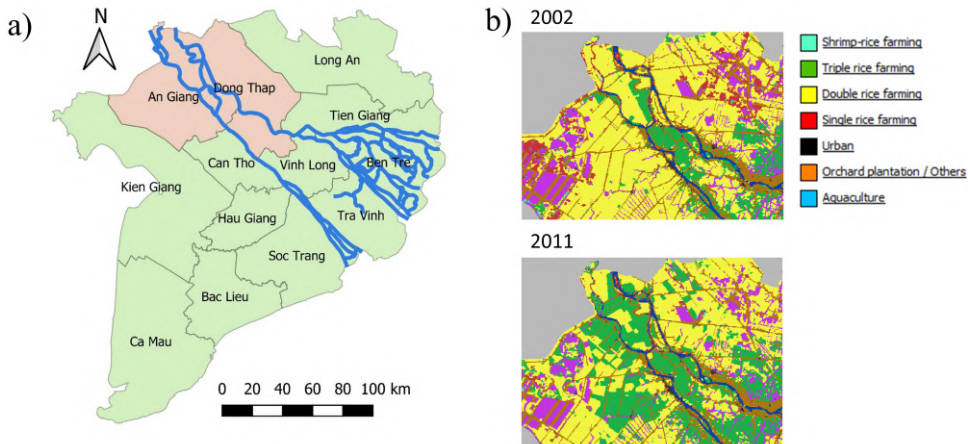 a)
N
Long An
An Giang
Dong Thap
Tien Giang
Can Tho
Vinh Long
Ben Tre
Kien Giang
Hau Giang
Tra Vinh
Soc Trang
Bac Lieu
Ca Mau
0 20 40 60 80 100 km
b)
2002
Shrimp-rice farming
Triple rice farming
Double rice farming
Single rice farming
Urban
Orchard plantation / Others
Aquaculture
2011